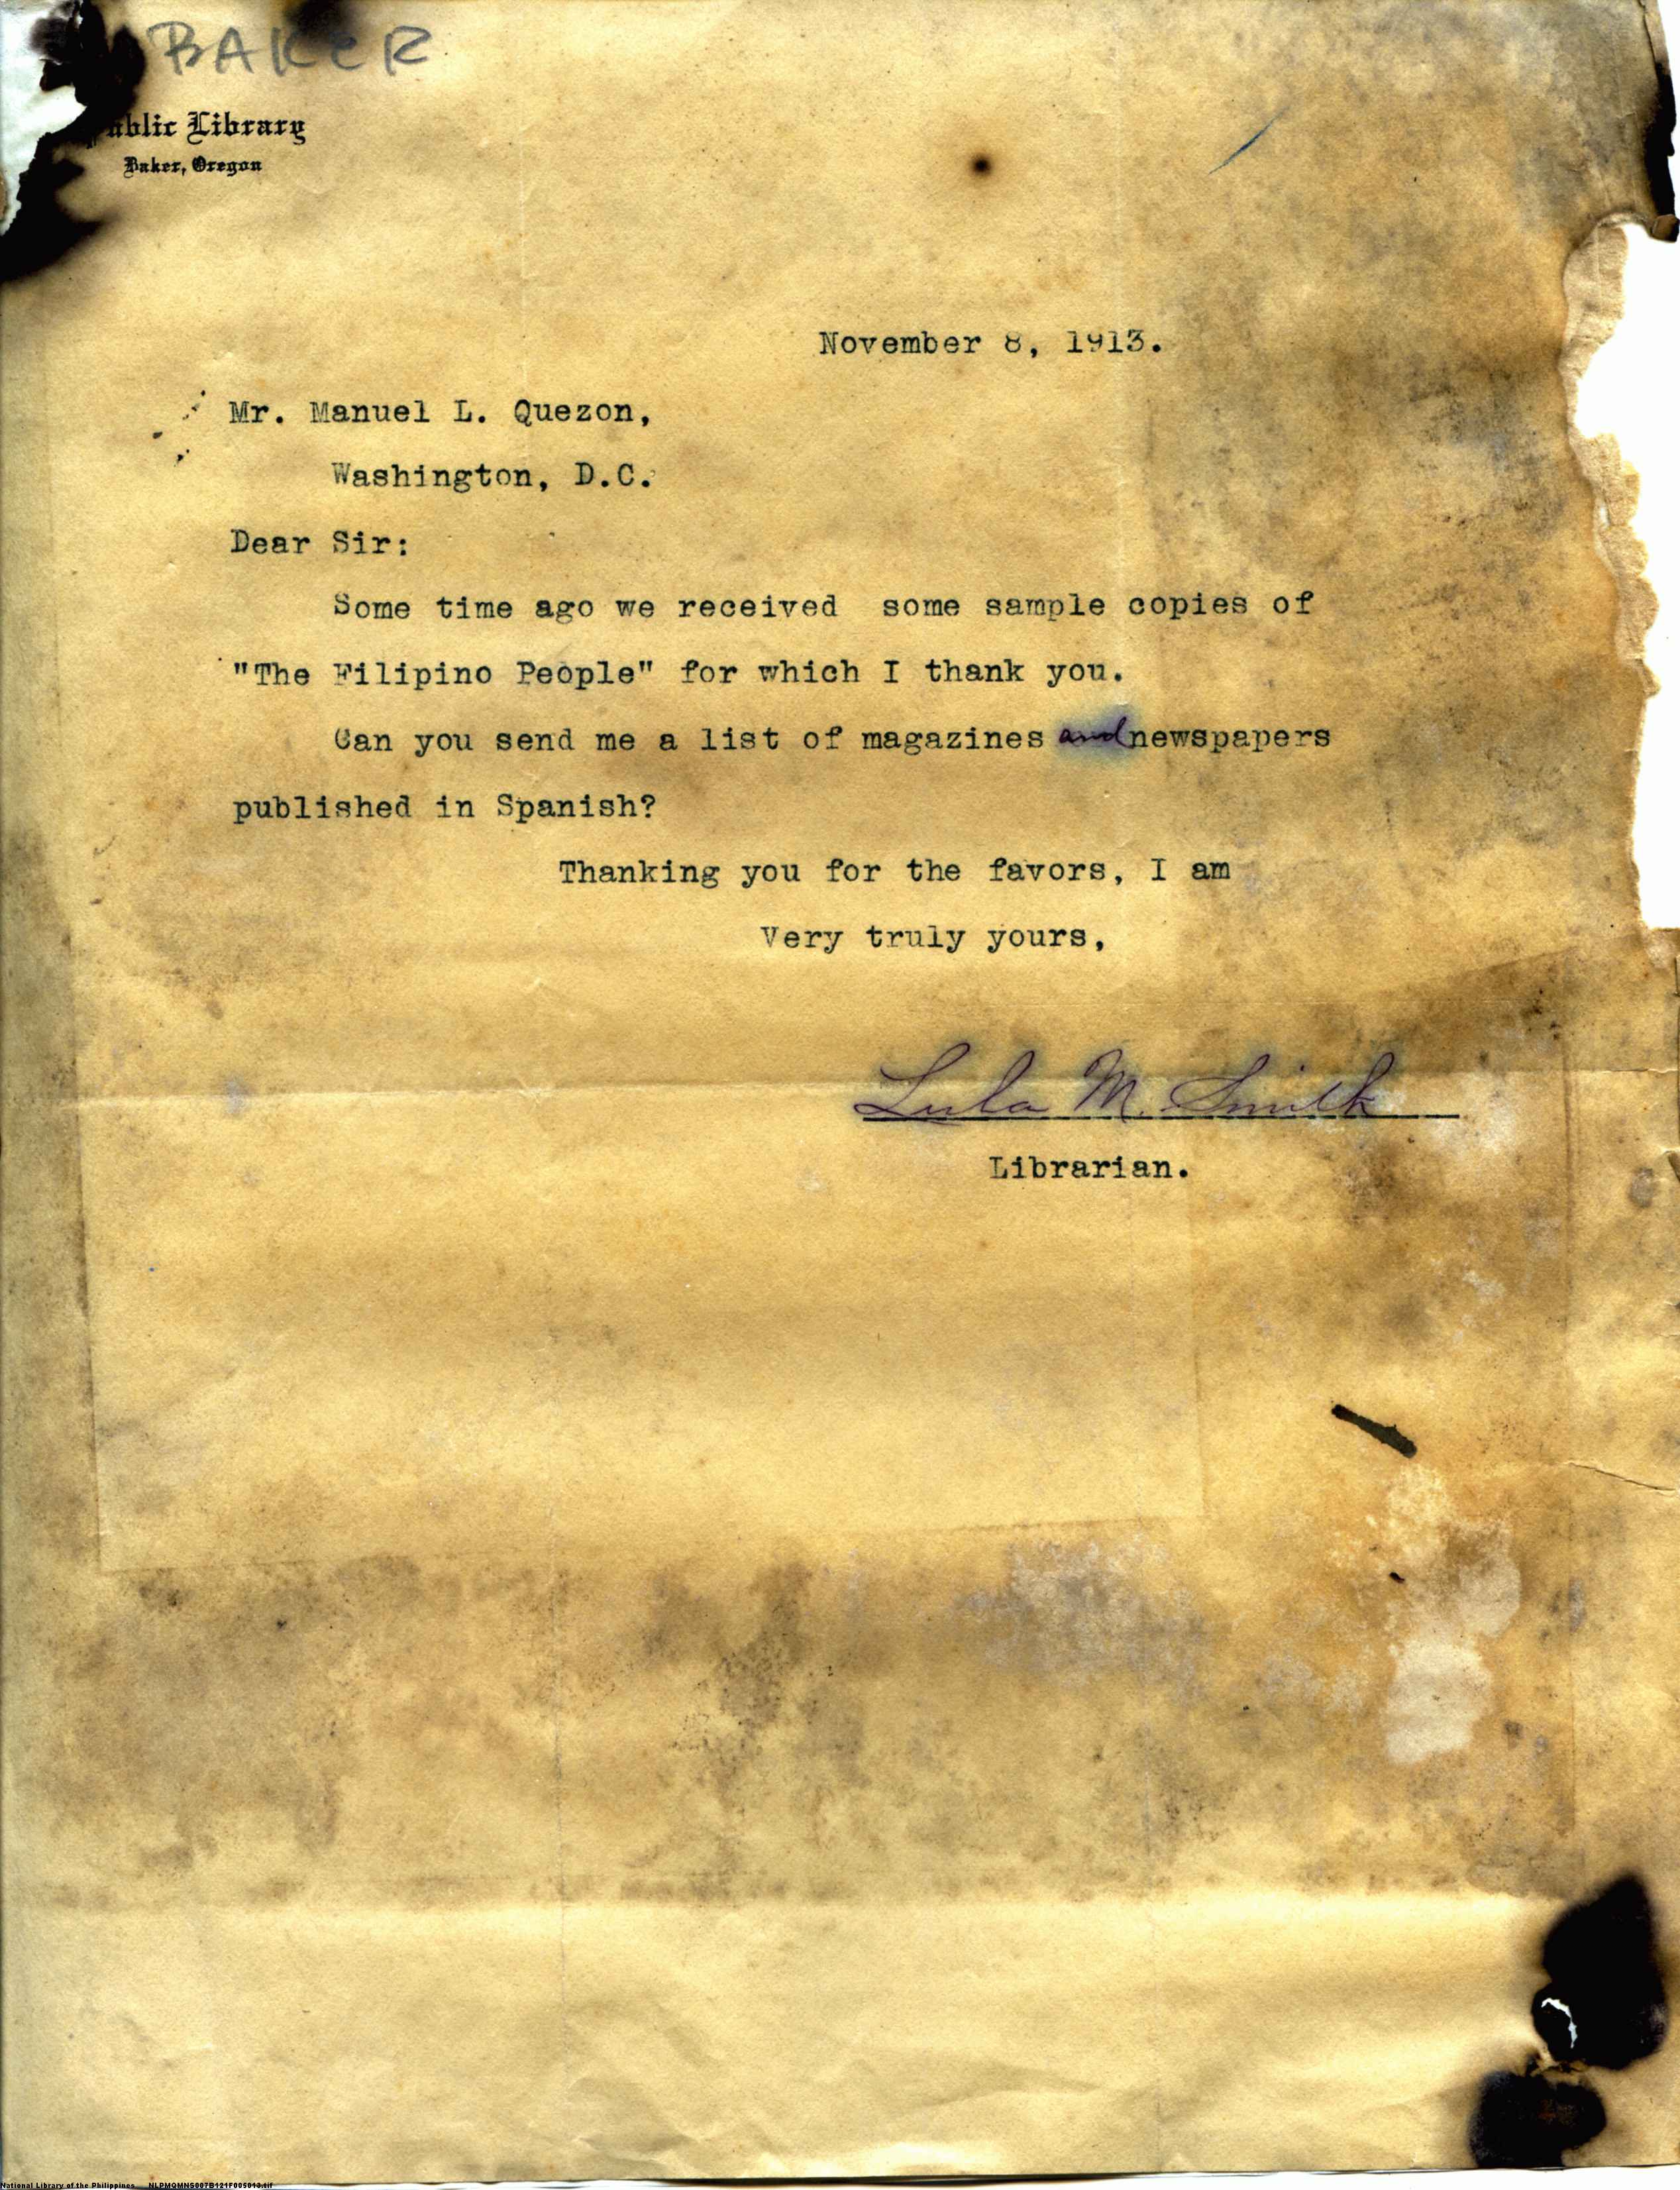 BAKER
Public Library
Baker, Oregon
November 8, 1913.
Mr. Manuel L. Quezon,
Washington, D.C.
Dear Sir:
Some time ago we received some sample copies of
"The Filipino People" for which I thank you.
Can you send me a list of magazines and newspapers
published in Spanish?
Thanking you for the favors, I am
Very truly yours,
Lula M. Smith
Librarian.
National Library of the Philippines